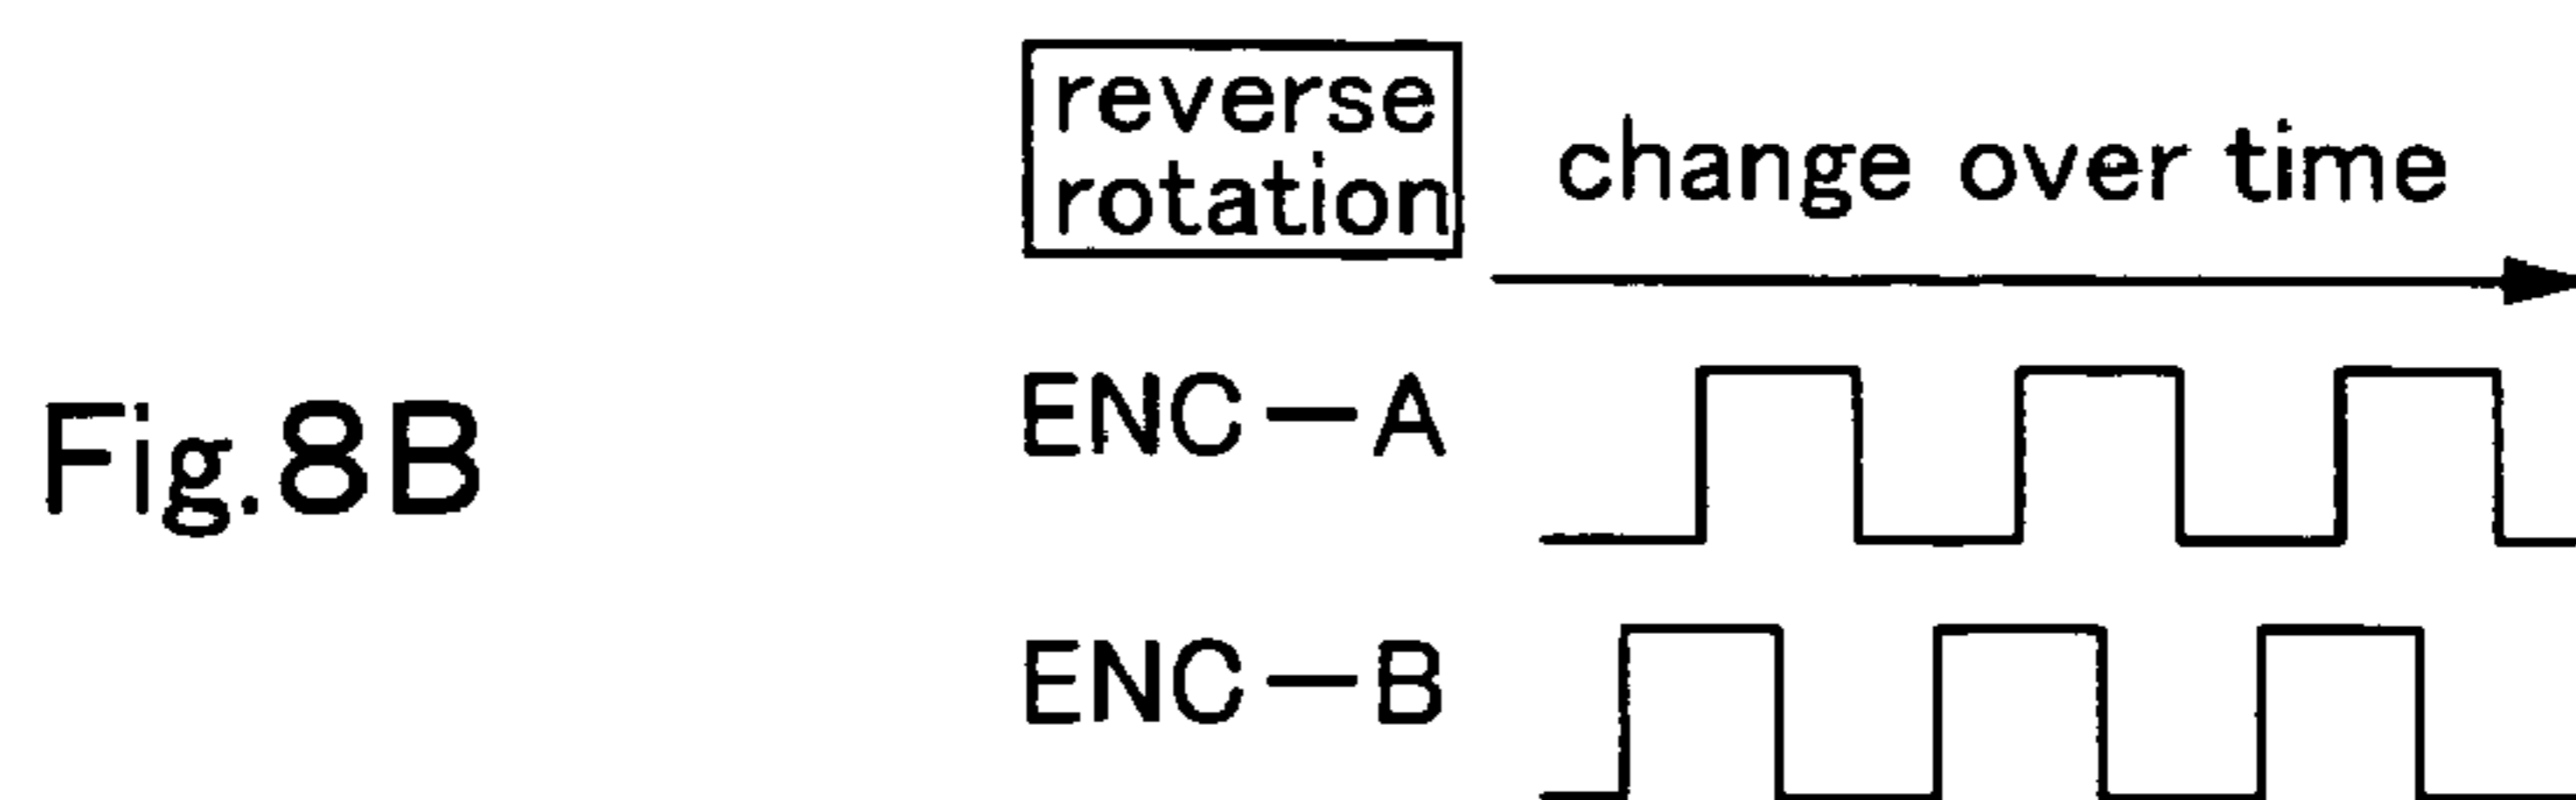 reverse
rotation
change over time
Fig.8B
ENC-A
ENC-B